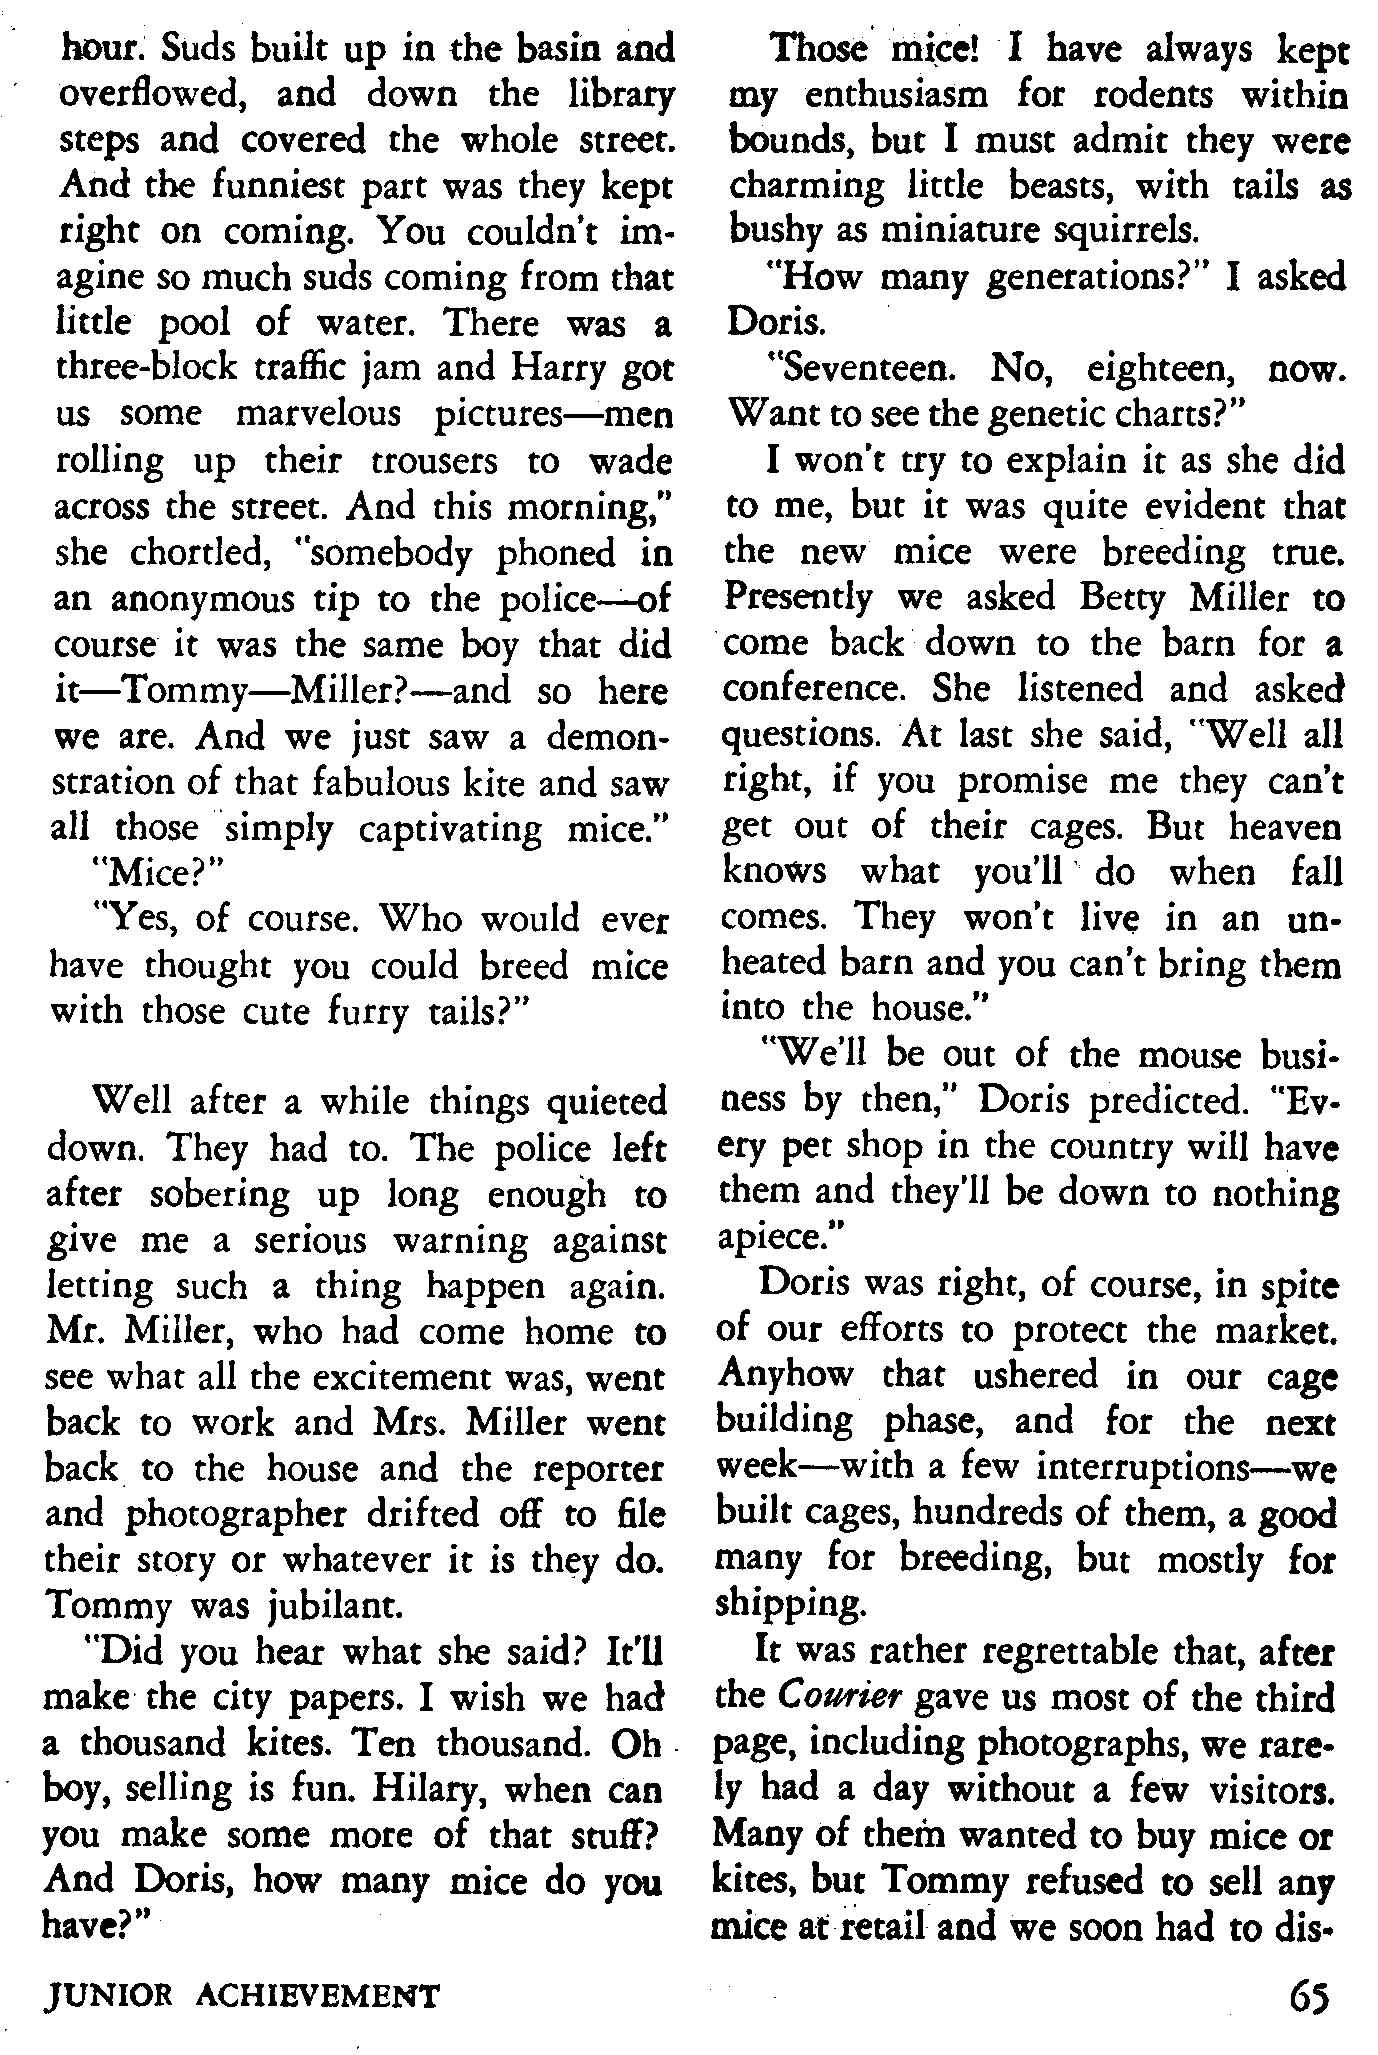 hour. Suds built up in the basin and
overflowed, and down the library
steps and covered the whole street.
And the funniest part was they kept
right on coming. You couldn't im-
agine so much suds coming from that
little pool of water. There was a
three-block traffic jam and Harry got
us some marvelous pictures—men
rolling up their trousers to wade
across the street. And this morning,"
she chortled, "somebody phoned in
an anonymous tip to the police—of
course it was the same boy that did
it—Tommy—Miller?—and so here
we are. And we just saw a demon-
stration of that fabulous kite and saw
all those simply captivating mice."
"Mice?"
"Yes, of course. Who would ever
have thought you could breed mice
with those cute furry tails?"
Well after a while things quieted
down. They had to. The police left
after sobering up long enough to
give me a serious warning against
letting such a thing happen again.
Mr. Miller, who had come home to
see what all the excitement was, went
back to work and Mrs. Miller went
back to the house and the reporter
and photographer drifted off to file
their story or whatever it is they do.
Tommy was jubilant.
"Did you hear what she said? It'll
make the city papers. I wish we had
a thousand kites. Ten thousand. Oh
boy, selling is fun. Hilary, when can
you make some more of that stuff?
And Doris, how many mice do you
have?"
Those mice! I have always kept
my enthusiasm for rodents within
bounds, but I must admit they were
charming little beasts, with tails as
bushy as miniature squirrels.
"How many generations?" I asked
Doris.
"Seventeen. No, eighteen, now.
Want to see the genetic charts?"
I won't try to explain it as she did
to me, but it was quite evident that
the new mice were breeding true.
Presently we asked Betty Miller to
come back down to the barn for a
conference. She listened and asked
questions. At last she said, "Well all
right, if you promise me they can't
get out of their cages. But heaven
knows what you'll do when fall
comes. They won't live in an un-
heated barn and you can't bring them
into the house."
"We'll be out of the mouse busi-
ness by then," Doris predicted. "Ev-
ery pet shop in the country will have
them and they'll be down to nothing
apiece."
Doris was right, of course, in spite
of our efforts to protect the market.
Anyhow that ushered in our cage
building phase, and for the next
week—with a few interruptions—we
built cages, hundreds of them, a good
many for breeding, but mostly for
shipping.
It was rather regrettable that, after
the Courier gave us most of the third
page, including photographs, we rare-
ly had a day without a few visitors.
Many of them wanted to buy mice or
kites, but Tommy refused to sell any
mice at retail and we soon had to dis-
JUNIOR ACHIEVEMENT
65